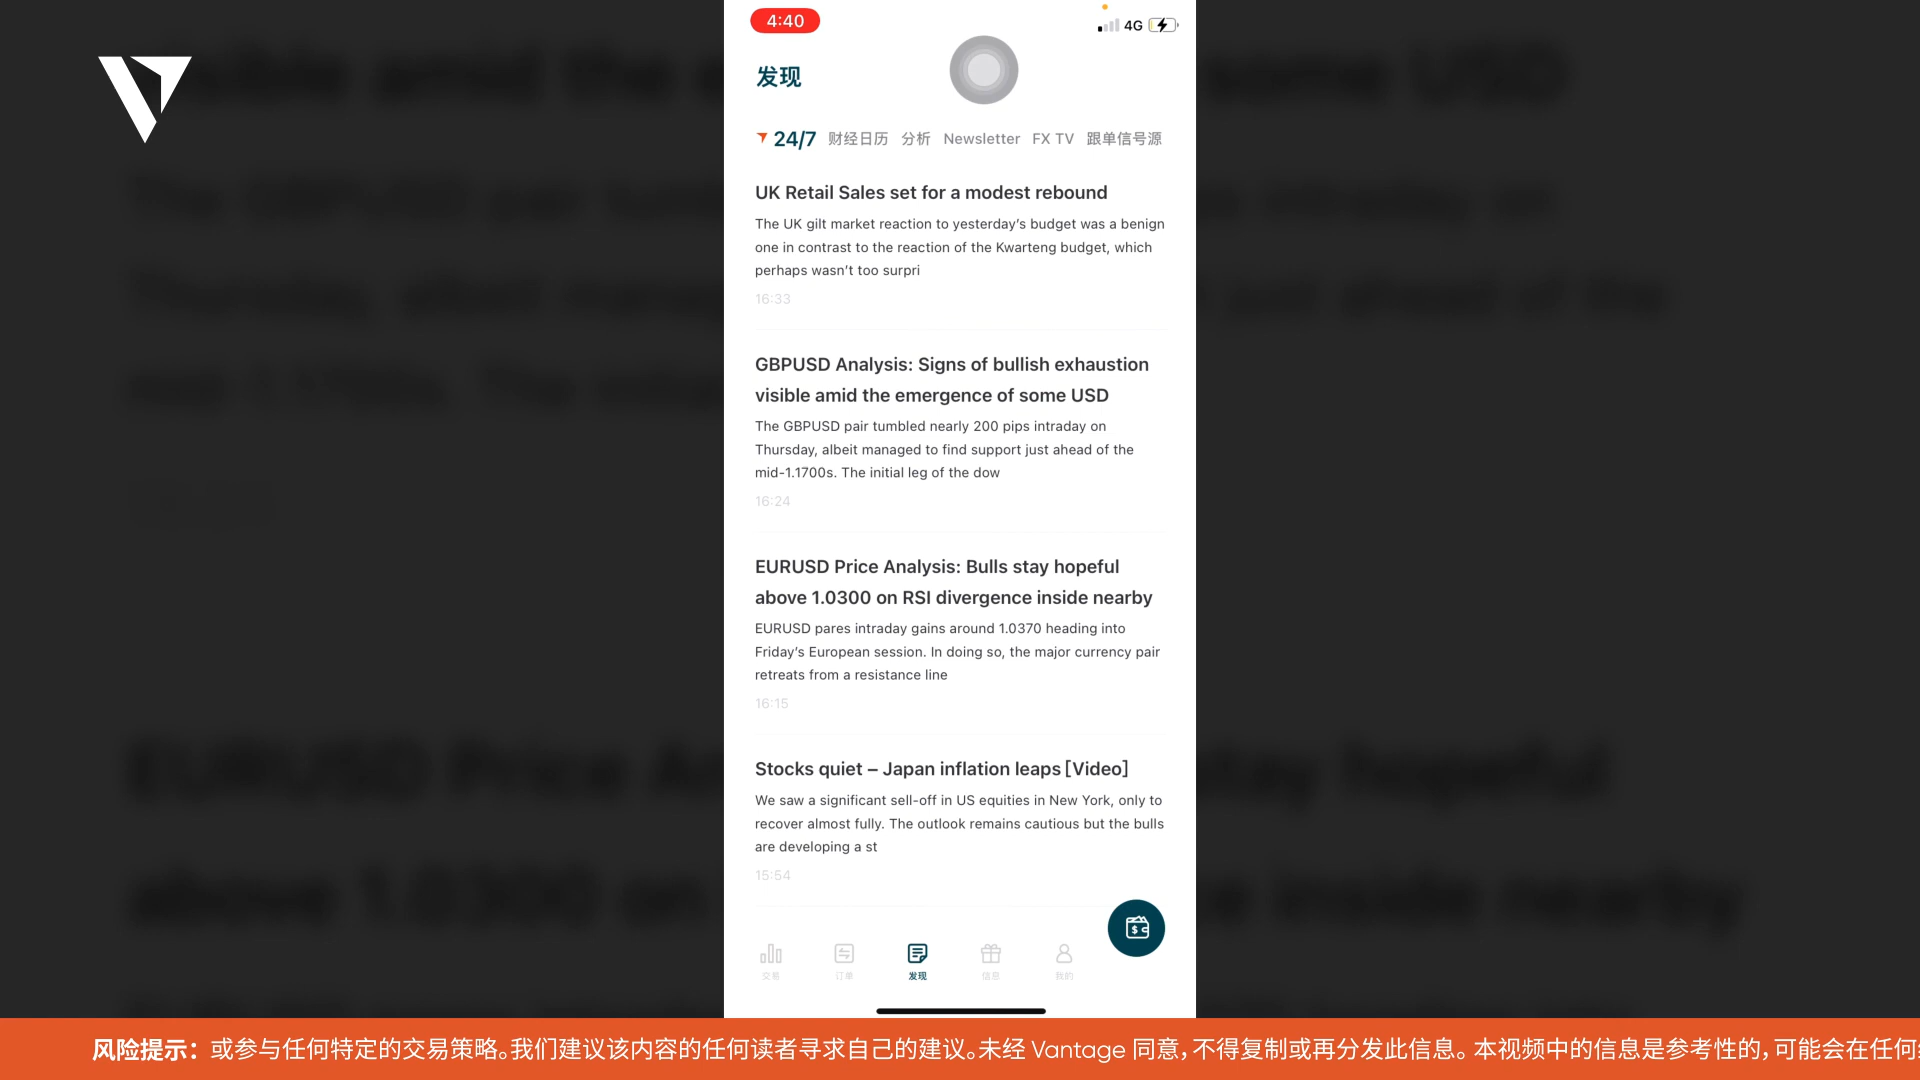 4:40
4G
发现
24/7 财经日历 分析 Newsletter FX TV 跟单信号源
UK Retail Sales set for a modest rebound
The UK gilt market reaction to yesterday's budget was a benign
one in contrast to the reaction of the Kwarteng budget, which
perhaps wasn't too surpri
16:33
GBPUSD Analysis: Signs of bullish exhaustion
visible amid the emergence of some USD
The GBPUSD pair tumbled nearly 200 pips intraday on
Thursday, albeit managed to find support just ahead of the
mid-1.1700s. The initial leg of the dow
16:24
EURUSD Price Analysis: Bulls stay hopeful
above 1.0300 on RSI divergence inside nearby
EURUSD pares intraday gains around 1.0370 heading into
Friday's European session. In doing so, the major currency pair
retreats from a resistance line
16:15
Stocks quiet – Japan inflation leaps [Video]
We saw a significant sell-off in US equities in New York, only to
recover almost fully. The outlook remains cautious but the bulls
are developing a st
15:54
交易 订单 发现 信息 我的
风险提示：或参与任何特定的交易策略。我们建议该内容的任何读者寻求自己的建议。未经 Vantage 同意，不得复制或再分发此信息。本视频中的信息是参考性的，可能会在任何